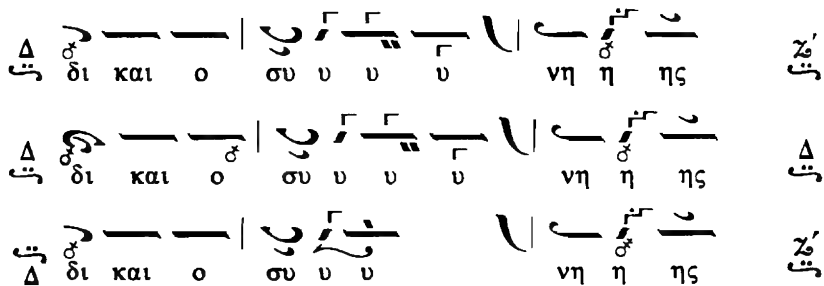 Δ δι και ο συ υ υ υ νη η ης Ζ′
Δ δι και ο συ υ υ υ νη η ης Δ
Δ δι και ο συ υ υ νη η ης Ζ′